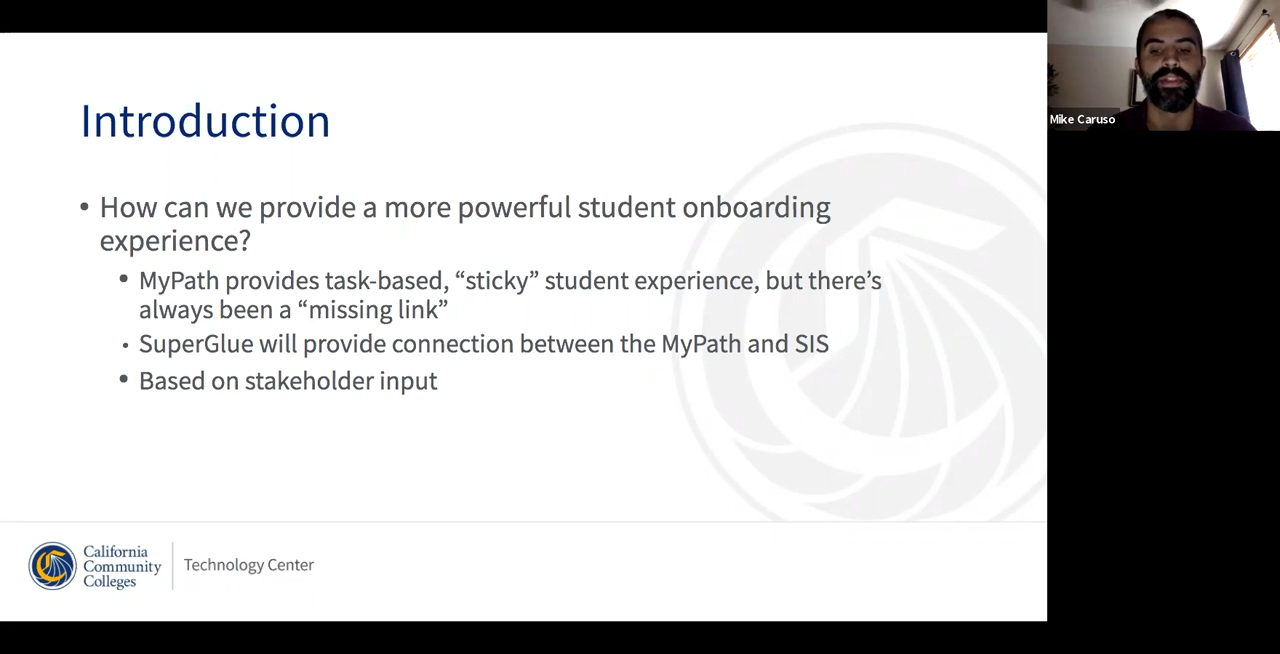 Introduction
• How can we provide a more powerful student onboarding
experience?
• MyPath provides task-based, “sticky” student experience, but there’s
always been a “missing link”
• SuperGlue will provide connection between the MyPath and SIS
• Based on stakeholder input
California
Community
Colleges
Technology Center
Mike Caruso